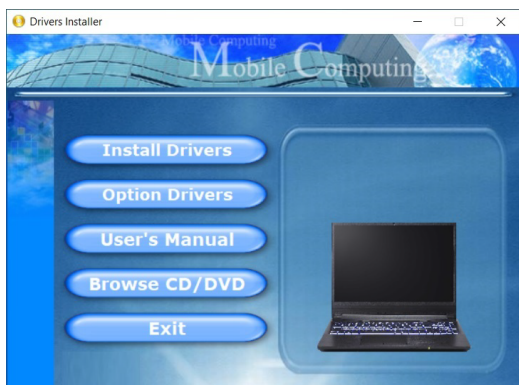 Drivers Installer
Mobile Computing
Mobile Computing
Install Drivers
Option Drivers
User's Manual
Browse CD/DVD
Exit